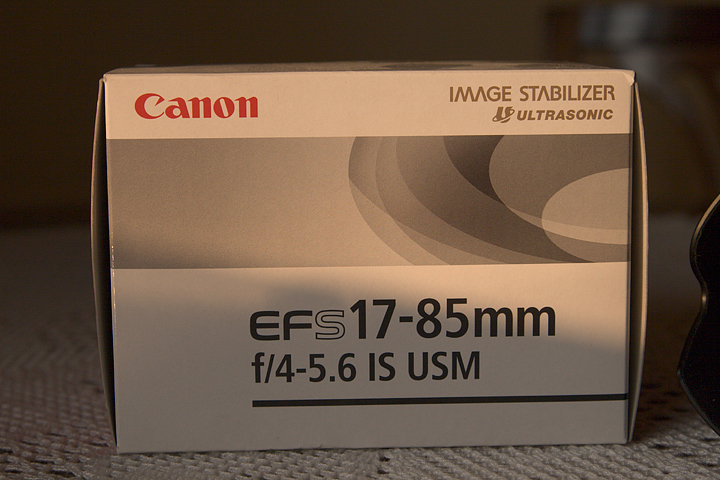 Canon
IMAGE STABILIZER
ULTRASONIC
EFS17-85mm
f/4-5.6 IS USM